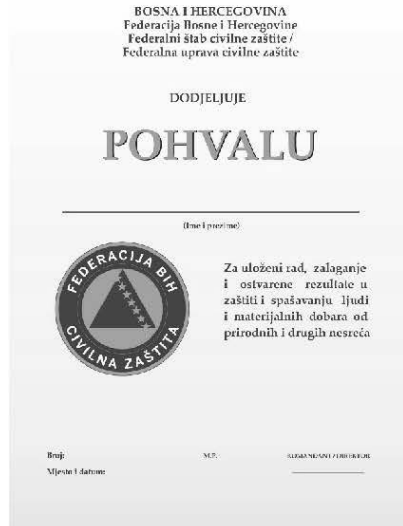 BOSNA I HERCEGOVINA
Federacija Bosne i Hercegovine
Federalni štab civilne zaštite /
Federalna uprava civilne zaštite
DODJELJUJE
POHVALU
(Ime i prezime)
FEDERACIJA BIH
CIVILNA ZAŠTITA
Za uloženi rad, zalaganje
i ostvarene rezultate u
zaštiti i spašavanju ljudi
i materijalnih dobara od
prirodnih i drugih nesreća
Broj:
M.P.
KOMANDANT/DIREKTOR
Mjesto i datum: